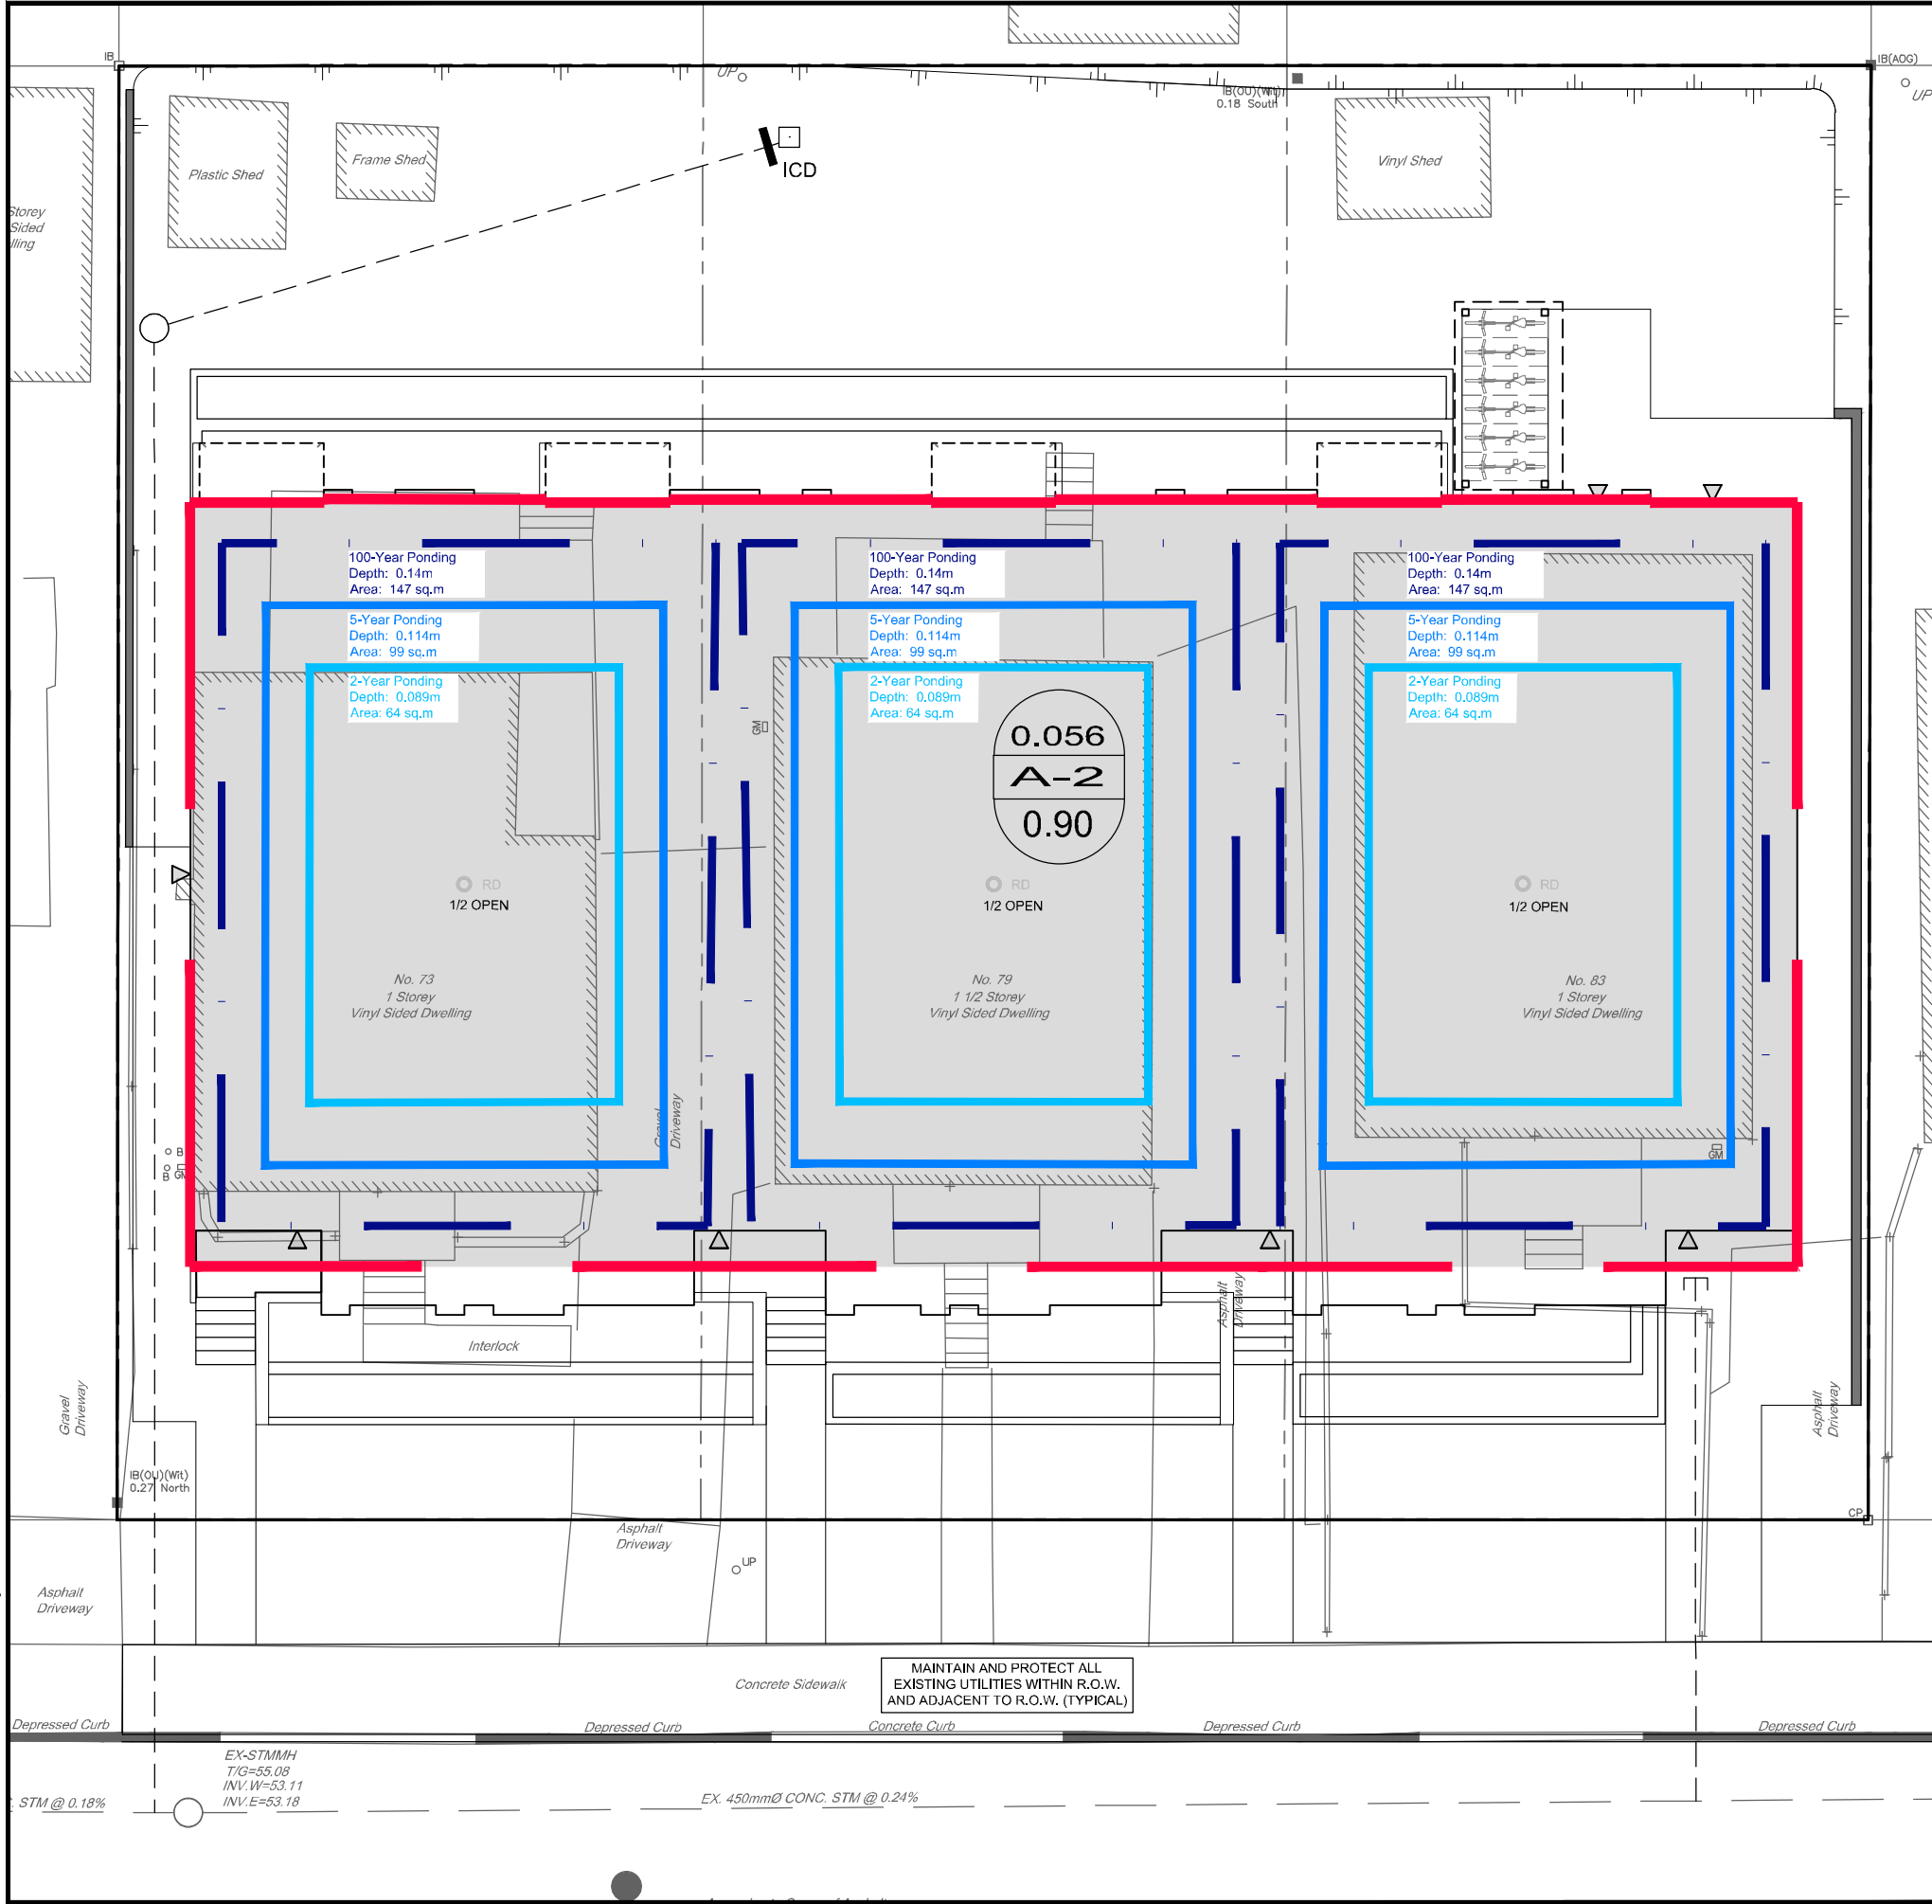 IB
UP
IB(OU)(Wit)
0.18 South
IB(AOG)
UP
Plastic Shed
Frame Shed
ICD
Vinyl Shed
Storey
Sided
lling
100-Year Ponding
Depth: 0.14m
Area: 147 sq.m
100-Year Ponding
Depth: 0.14m
Area: 147 sq.m
100-Year Ponding
Depth: 0.14m
Area: 147 sq.m
5-Year Ponding
Depth: 0.114m
Area: 99 sq.m
5-Year Ponding
Depth: 0.114m
Area: 99 sq.m
5-Year Ponding
Depth: 0.114m
Area: 99 sq.m
2-Year Ponding
Depth: 0.089m
Area: 64 sq.m
2-Year Ponding
Depth: 0.089m
Area: 64 sq.m
2-Year Ponding
Depth: 0.089m
Area: 64 sq.m
GM
0.056
A-2
0.90
RD
1/2 OPEN
RD
1/2 OPEN
RD
1/2 OPEN
No. 73
1 Storey
Vinyl Sided Dwelling
No. 79
1 1/2 Storey
Vinyl Sided Dwelling
No. 83
1 Storey
Vinyl Sided Dwelling
Gravel
Driveway
B
B
GM
GM
Asphalt
Driveway
Interlock
Gravel
Driveway
Asphalt
Driveway
IB(OU)(Wit)
0.27 North
CP
Asphalt
Driveway
UP
Asphalt
Driveway
Concrete Sidewalk
MAINTAIN AND PROTECT ALL
EXISTING UTILITIES WITHIN R.O.W.
AND ADJACENT TO R.O.W. (TYPICAL)
Depressed Curb
Depressed Curb
Concrete Curb
Depressed Curb
Depressed Curb
EX-STMMH
T/G=55.08
INV.W=53.11
INV.E=53.18
STM @ 0.18%
EX. 450mmØ CONC. STM @ 0.24%